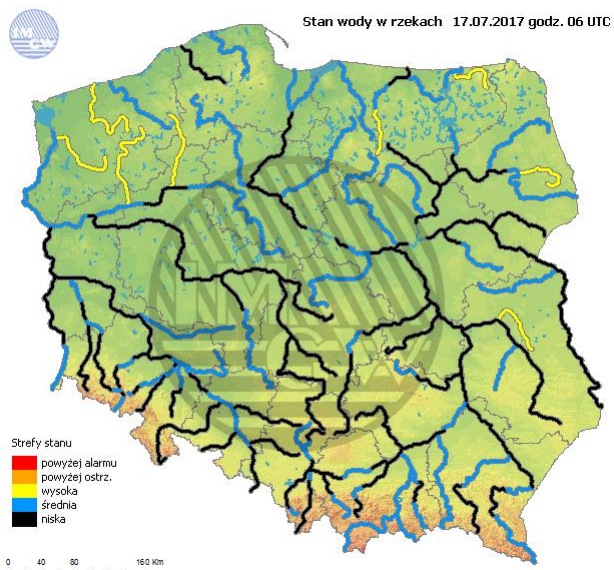 Stan wody w rzekach 17.07.2017 godz. 06 UTC
IMGW
Strefy stanu
powyżej alarmu
powyżej ostrz.
wysoka
średnia
niska
0 40 80 160 Km